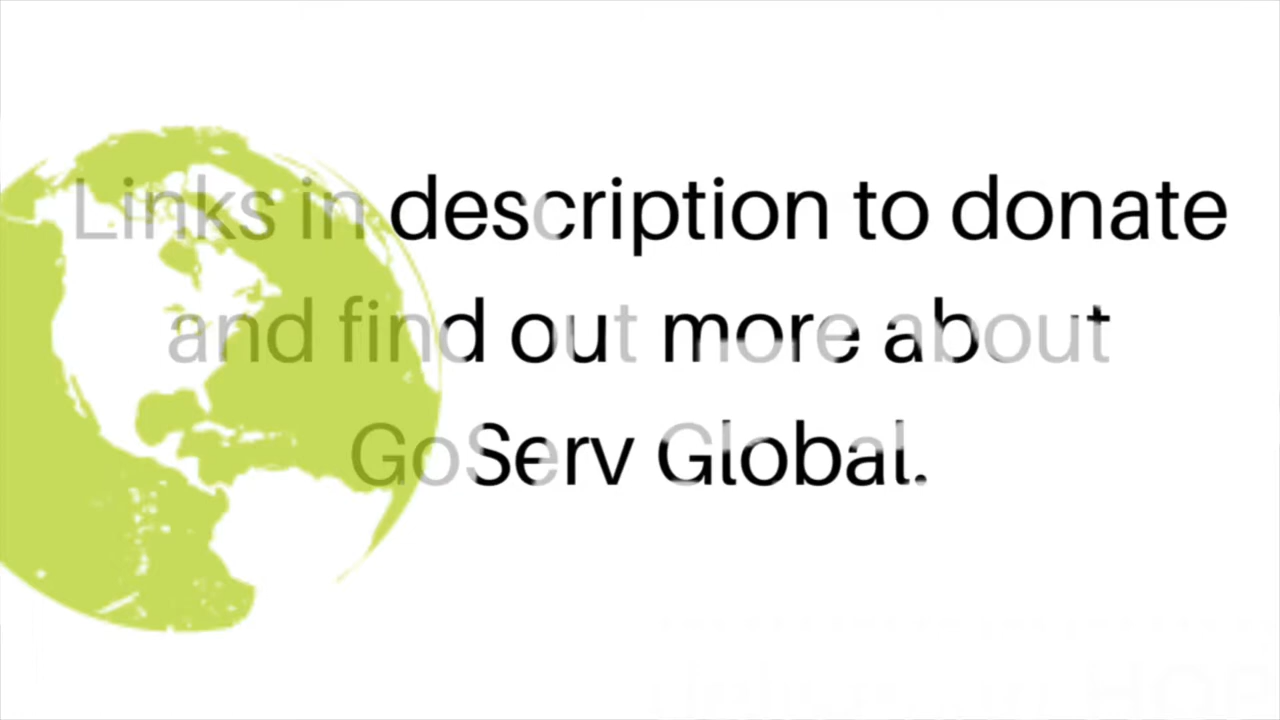 Links in description to donate
and find out more about
GoServ Global.